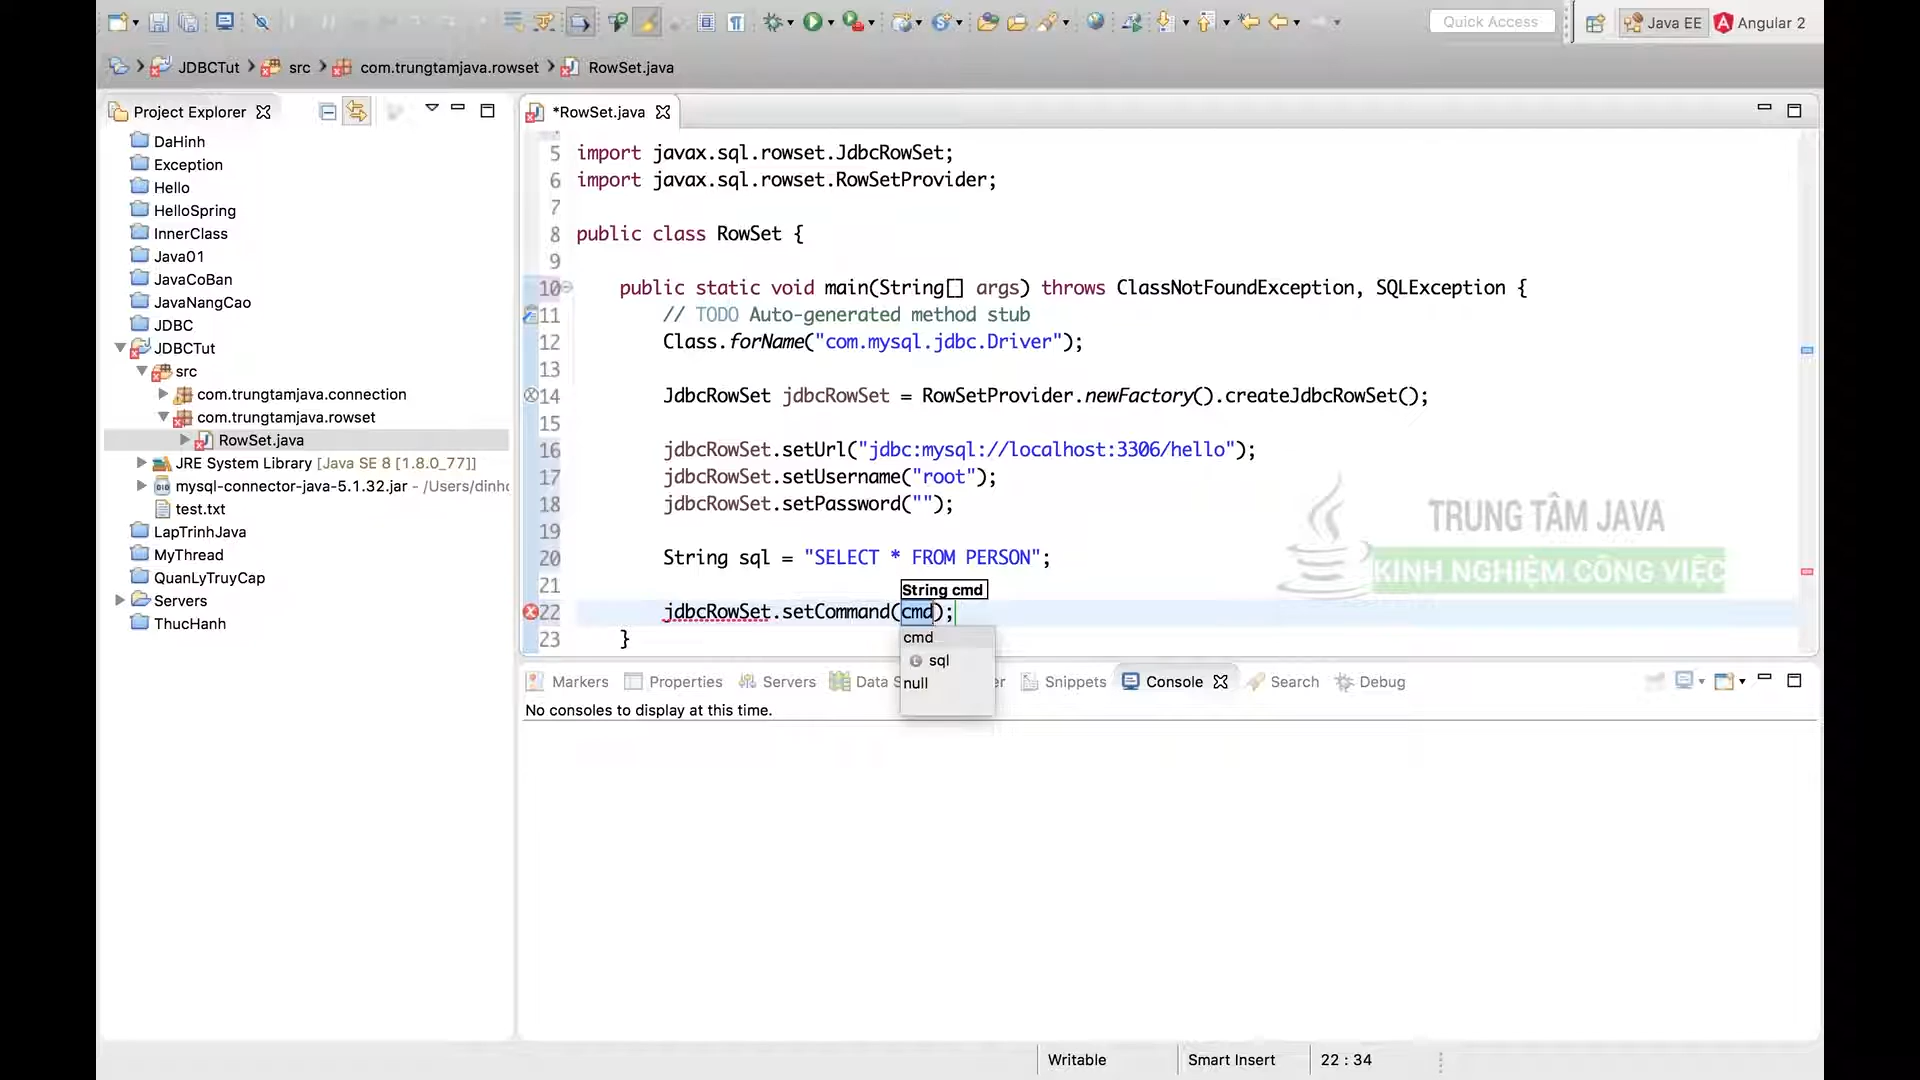 Quick Access
Java EE
Angular 2
JDBCTut
src
com.trungtamjava.rowset
RowSet.java
Project Explorer
DaHinh
Exception
Hello
HelloSpring
InnerClass
Java01
JavaCoBan
JavaNangCao
JDBC
JDBCTut
src
com.trungtamjava.connection
com.trungtamjava.rowset
RowSet.java
JRE System Library [Java SE 8 [1.8.0_77]]
mysql-connector-java-5.1.32.jar - /Users/dinh
test.txt
LapTrinhJava
MyThread
QuanLyTruyCap
Servers
ThucHanh
*RowSet.java
5 import javax.sql.rowset.JdbcRowSet;
6 import javax.sql.rowset.RowSetProvider;
7
8 public class RowSet {
9
10 public static void main(String[] args) throws ClassNotFoundException, SQLException {
11 // TODO Auto-generated method stub
12 Class.forName("com.mysql.jdbc.Driver");
13
14 JdbcRowSet jdbcRowSet = RowSetProvider.newFactory().createJdbcRowSet();
15
16 jdbcRowSet.setUrl("jdbc:mysql://localhost:3306/hello");
17 jdbcRowSet.setUsername("root");
18 jdbcRowSet.setPassword("");
19
20 String sql = "SELECT * FROM PERSON";
21
String cmd
22 jdbcRowSet.setCommand(cmd);
23 }
cmd
sql
null
TRUNG TÂM JAVA
KINH NGHIỆM CÔNG VIỆC
Markers
Properties
Servers
Data S
er
Snippets
Console
Search
Debug
No consoles to display at this time.
Writable
Smart Insert
22 : 34